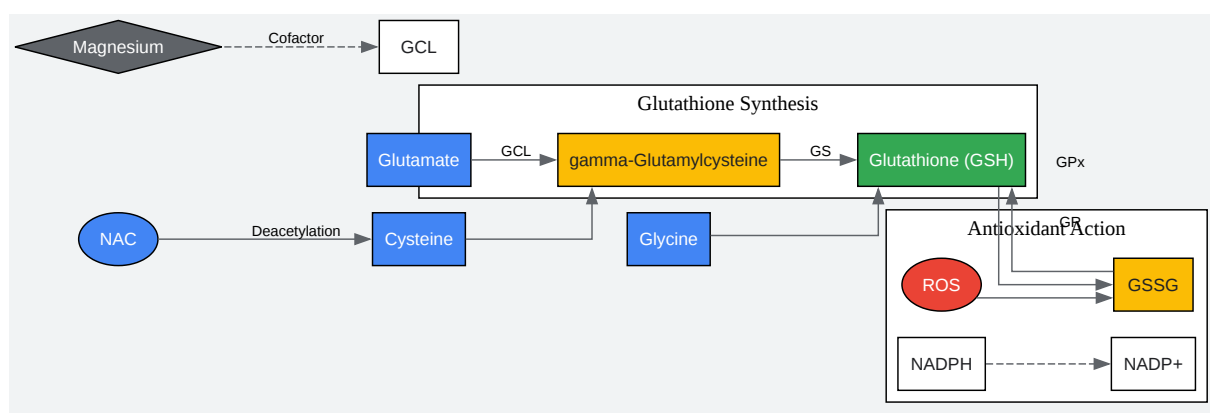 Magnesium
Cofactor
GCL
Glutathione Synthesis
Glutamate
GCL
gamma-Glutamylcysteine
GS
Glutathione (GSH)
GPx
NAC
Deacetylation
Cysteine
Glycine
GR
Antioxidant Action
ROS
GSSG
NADPH
NADP+